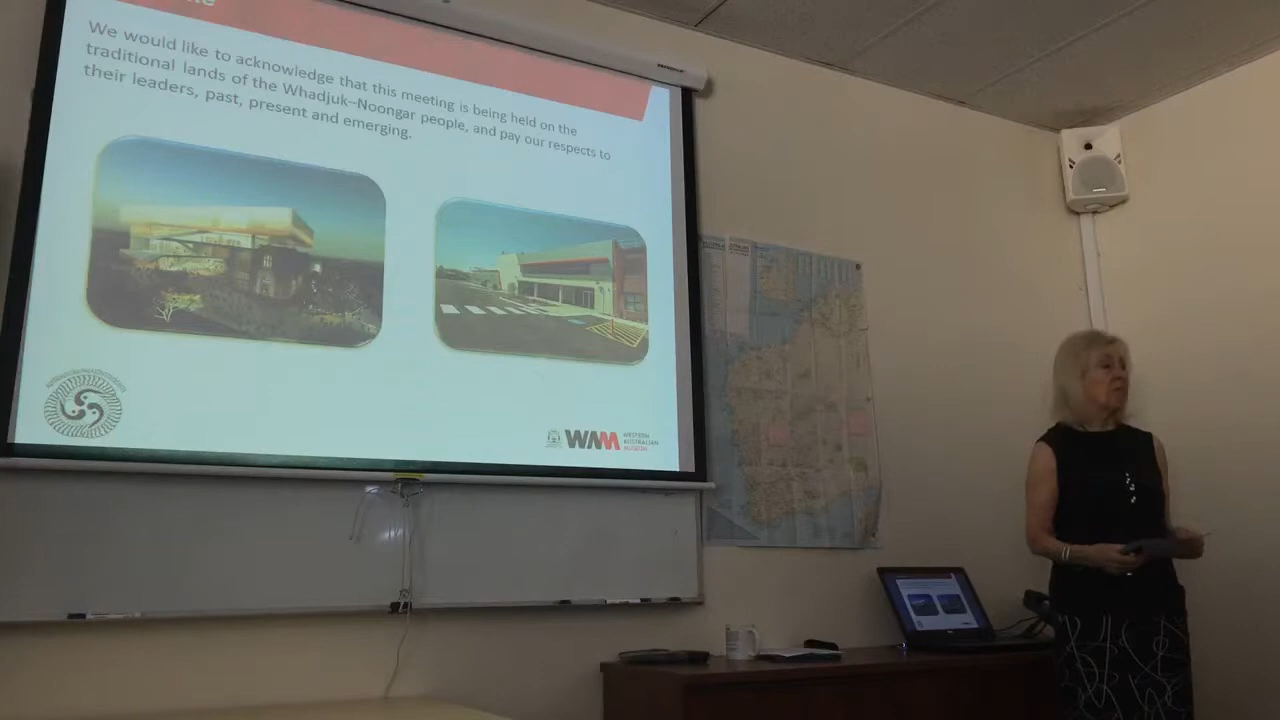 We would like to acknowledge that this meeting is being held on the
traditional lands of the Whadjuk–Noongar people, and pay our respects to
their leaders, past, present and emerging.
WAM
WESTERN
AUSTRALIAN
MUSEUM